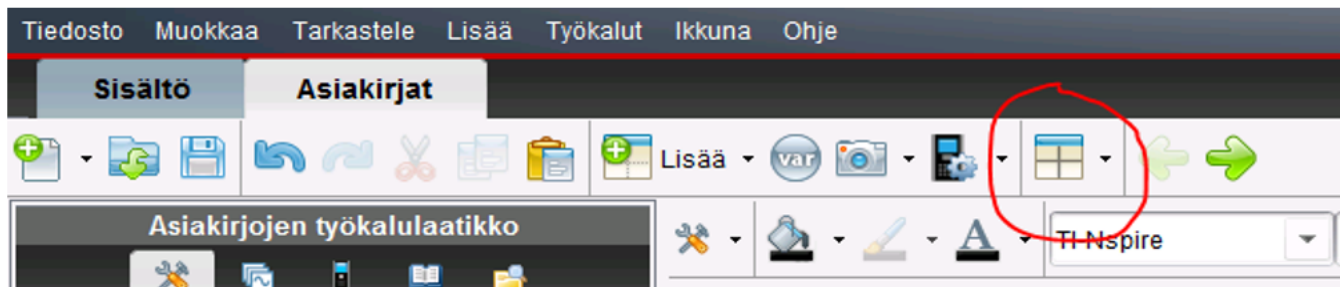 Tiedosto Muokkaa Tarkastele Lisää Työkalut Ikkuna Ohje
Sisältö Asiakirjat
Lisää var
Asiakirjojen työkalulaatikko
A TI-Nspire